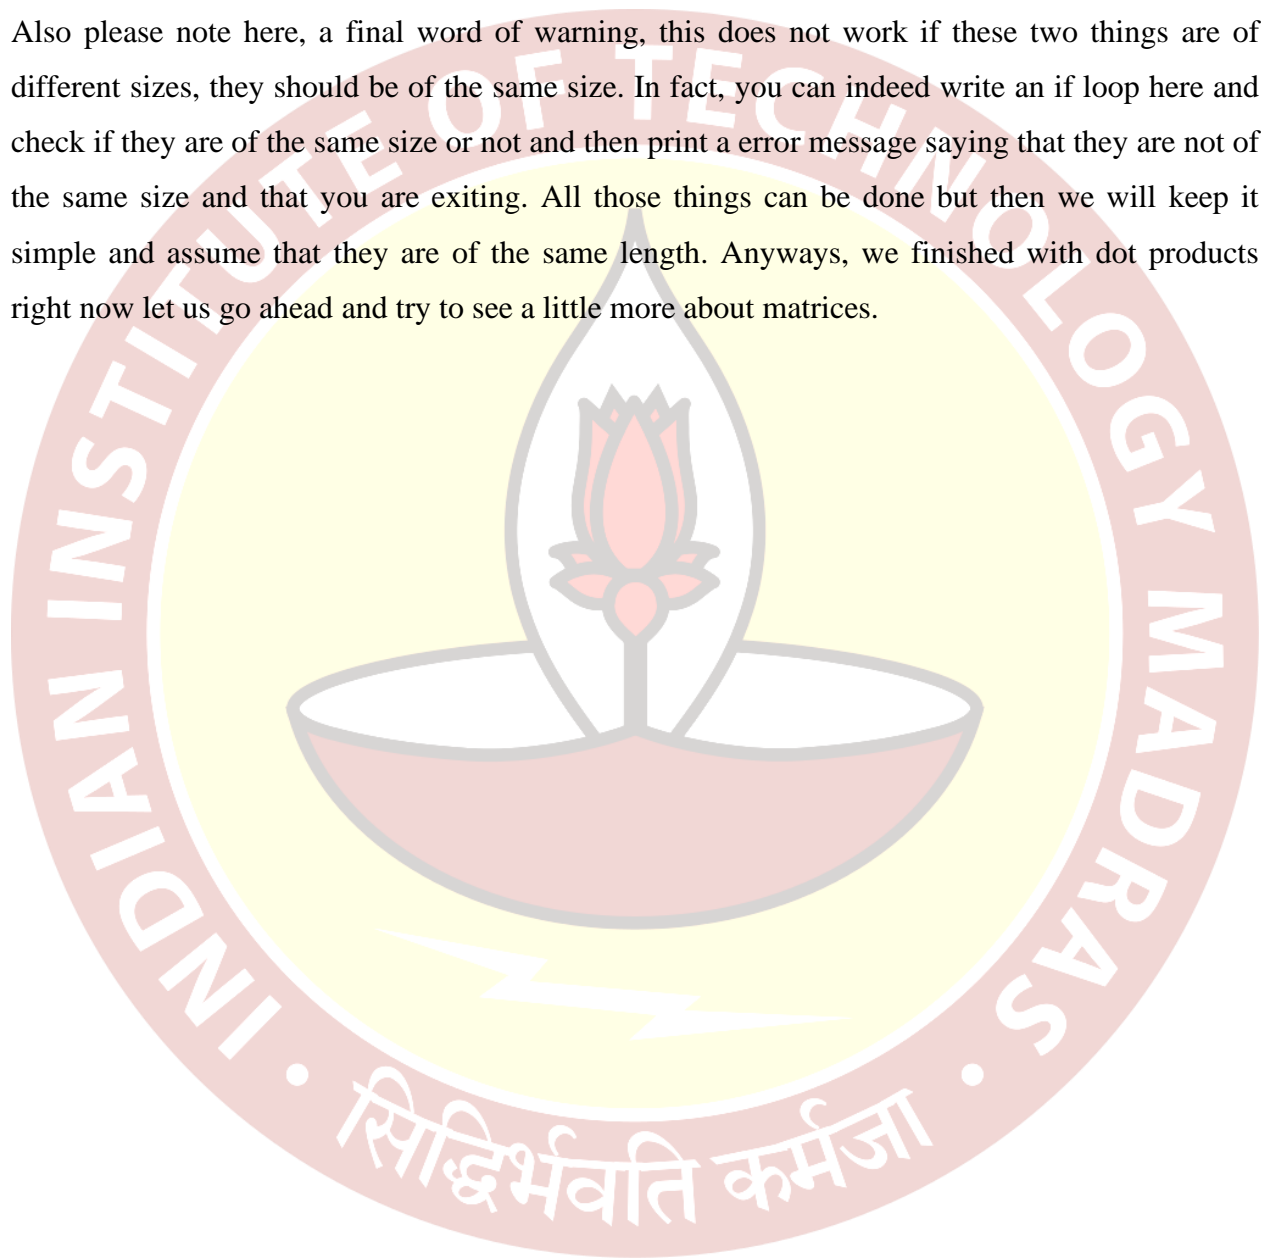 Also please note here, a final word of warning, this does not work if these two things are of
different sizes, they should be of the same size. In fact, you can indeed write an if loop here and
check if they are of the same size or not and then print a error message saying that they are not of
the same size and that you are exiting. All those things can be done but then we will keep it
simple and assume that they are of the same length. Anyways, we finished with dot products
right now let us go ahead and try to see a little more about matrices.
INDIAN INSTITUTE OF TECHNOLOGY MADRAS
सिद्धिर्भवति कर्मजा